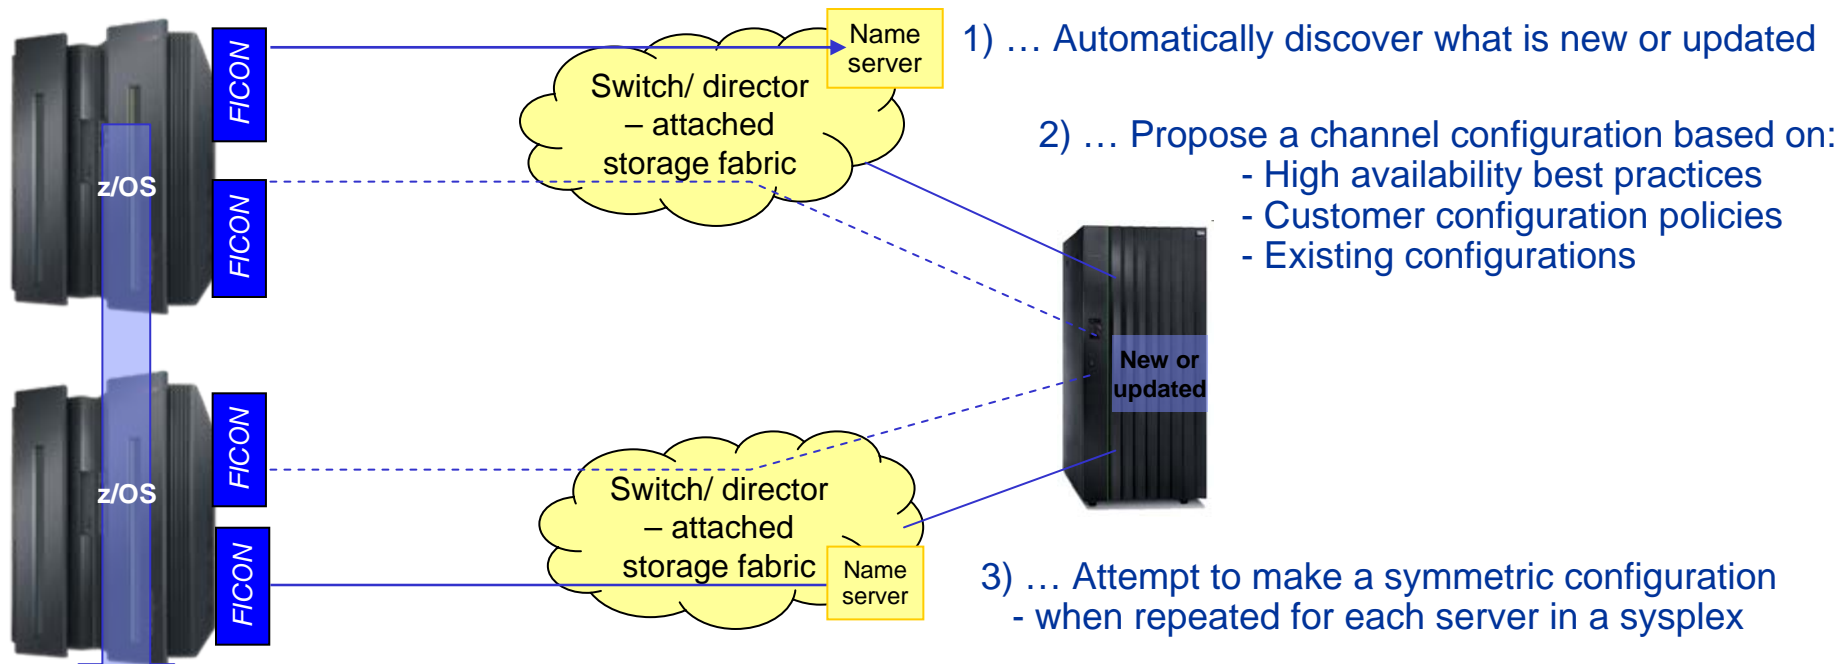 FICON
Name
server
1) … Automatically discover what is new or updated
Switch/ director
– attached
storage fabric
2) … Propose a channel configuration based on:
- High availability best practices
- Customer configuration policies
- Existing configurations
z/OS
FICON
New or
updated
FICON
z/OS
Switch/ director
– attached
storage fabric
FICON
Name
server
3) … Attempt to make a symmetric configuration
- when repeated for each server in a sysplex